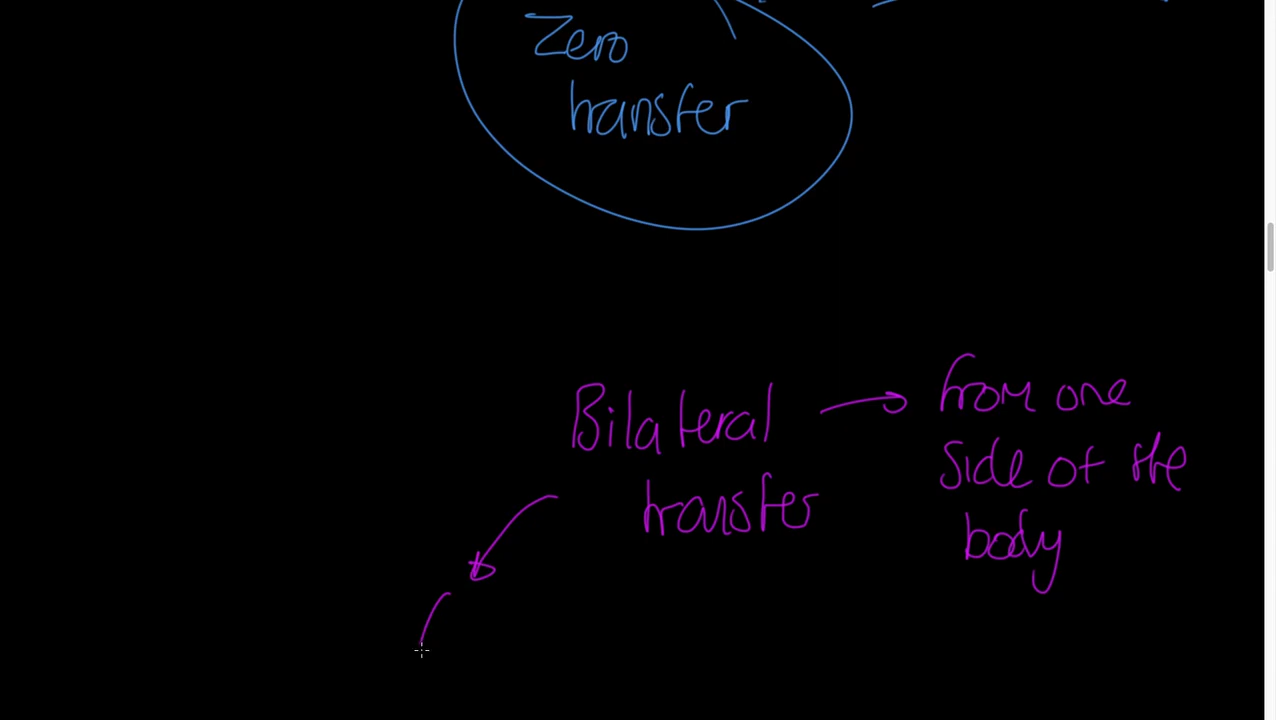 Zero
transfer
Bilateral
transfer
from one
side of the
body